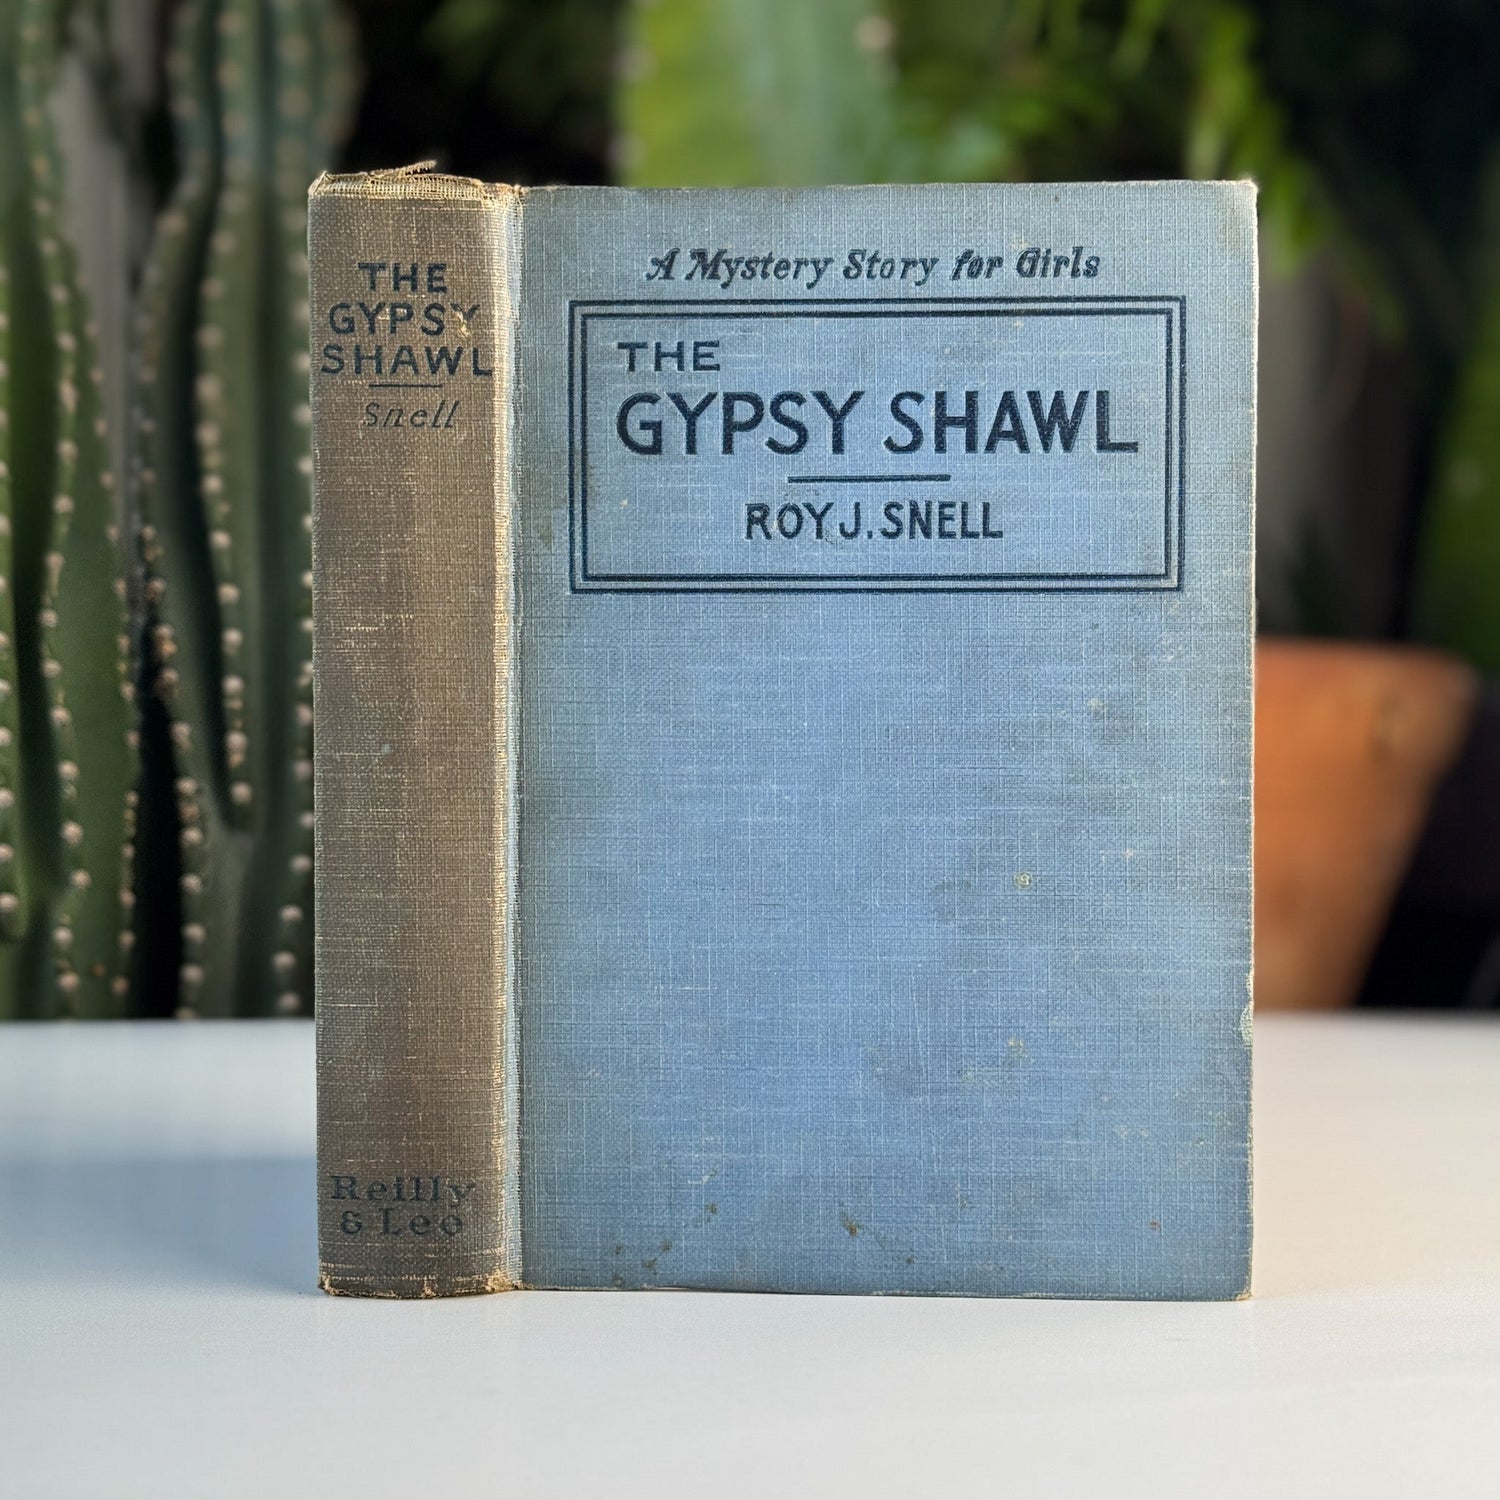 THE
GYPSY
SHAWL
Snell
Reilly
& Lee
A Mystery Story for Girls
THE
GYPSY SHAWL
ROY J. SNELL